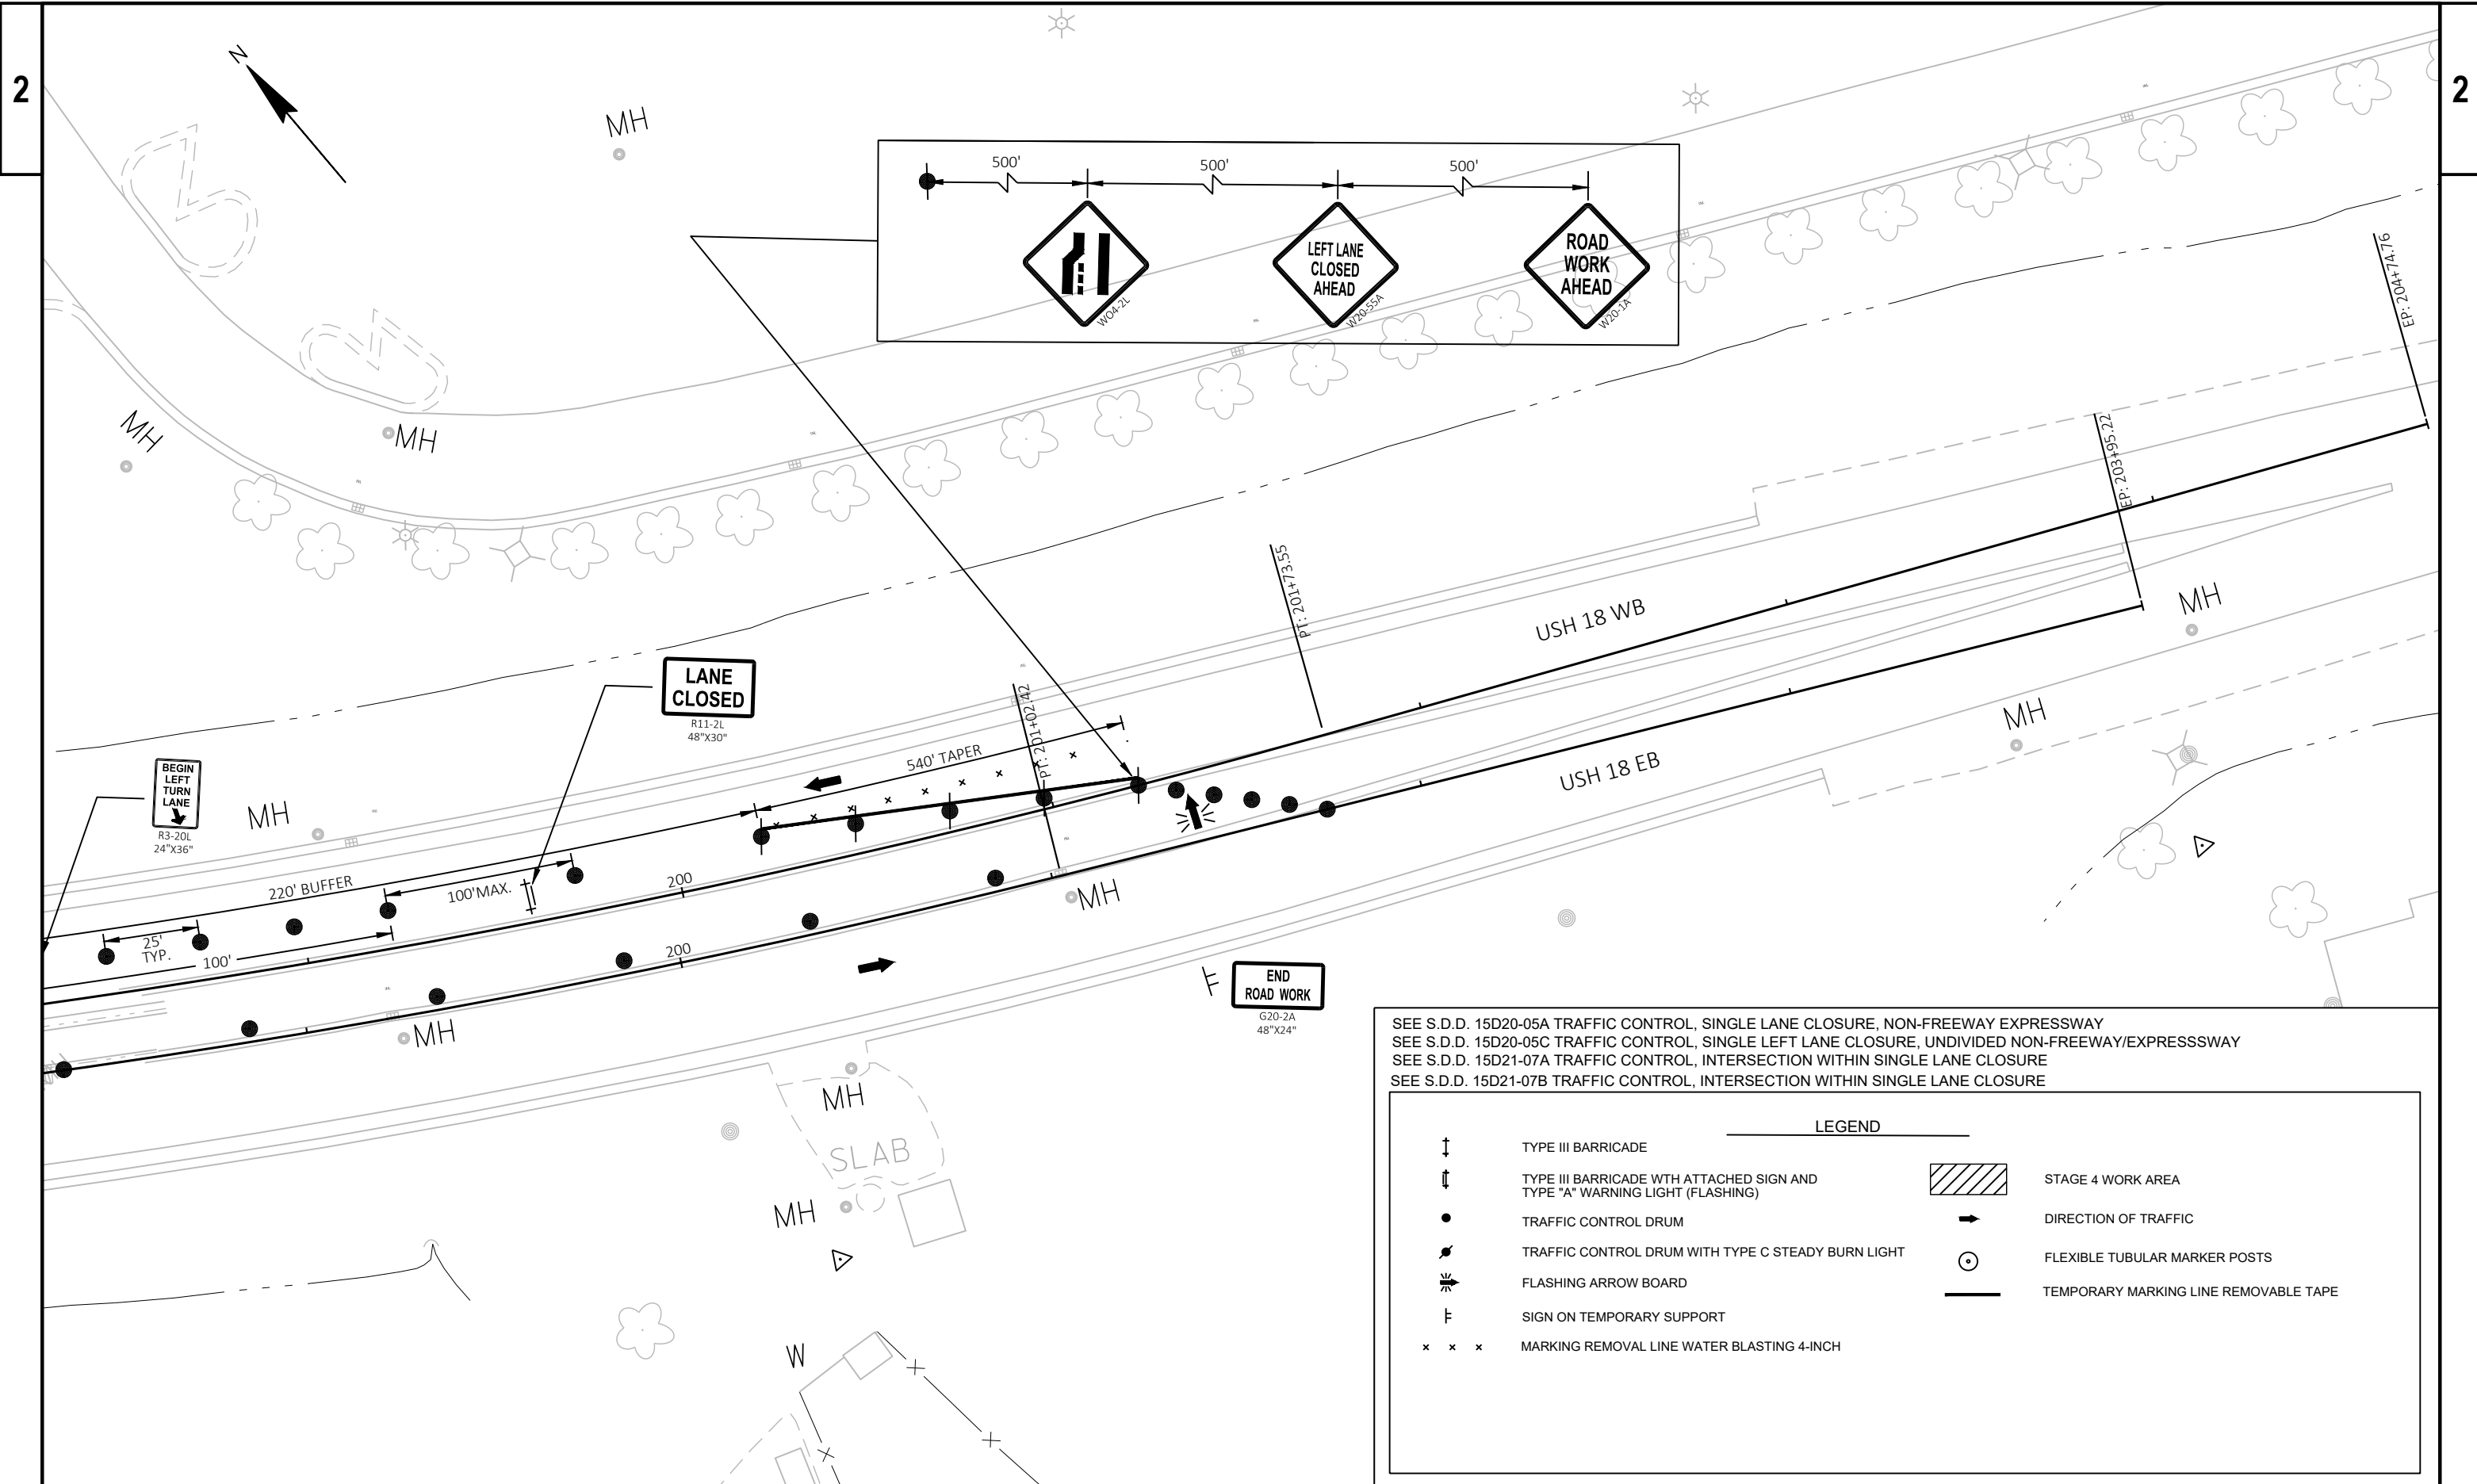 2
2
N
MH
500'
500'
500'
WO4-2L
LEFT LANE
CLOSED
AHEAD
W20-55A
ROAD
WORK
AHEAD
W20-1A
EP: 204+74.76
MH
MH
EP: 203+95.22
PT: 201+73.55
USH 18 WB
MH
LANE
CLOSED
R11-2L
48"X30"
PT: 201+02.42
540' TAPER
MH
USH 18 EB
BEGIN
LEFT
TURN
LANE
R3-20L
24"X36"
MH
220' BUFFER
100'MAX.
200
MH
25'
TYP.
100'
200
MH
END
ROAD WORK
G20-2A
48"X24"
MH
SLAB
MH
W
SEE S.D.D. 15D20-05A TRAFFIC CONTROL, SINGLE LANE CLOSURE, NON-FREEWAY EXPRESSWAY
SEE S.D.D. 15D20-05C TRAFFIC CONTROL, SINGLE LEFT LANE CLOSURE, UNDIVIDED NON-FREEWAY/EXPRESSSWAY
SEE S.D.D. 15D21-07A TRAFFIC CONTROL, INTERSECTION WITHIN SINGLE LANE CLOSURE
SEE S.D.D. 15D21-07B TRAFFIC CONTROL, INTERSECTION WITHIN SINGLE LANE CLOSURE
LEGEND
TYPE III BARRICADE
TYPE III BARRICADE WTH ATTACHED SIGN AND
TYPE "A" WARNING LIGHT (FLASHING)
TRAFFIC CONTROL DRUM
TRAFFIC CONTROL DRUM WITH TYPE C STEADY BURN LIGHT
FLASHING ARROW BOARD
SIGN ON TEMPORARY SUPPORT
MARKING REMOVAL LINE WATER BLASTING 4-INCH
STAGE 4 WORK AREA
DIRECTION OF TRAFFIC
FLEXIBLE TUBULAR MARKER POSTS
TEMPORARY MARKING LINE REMOVABLE TAPE